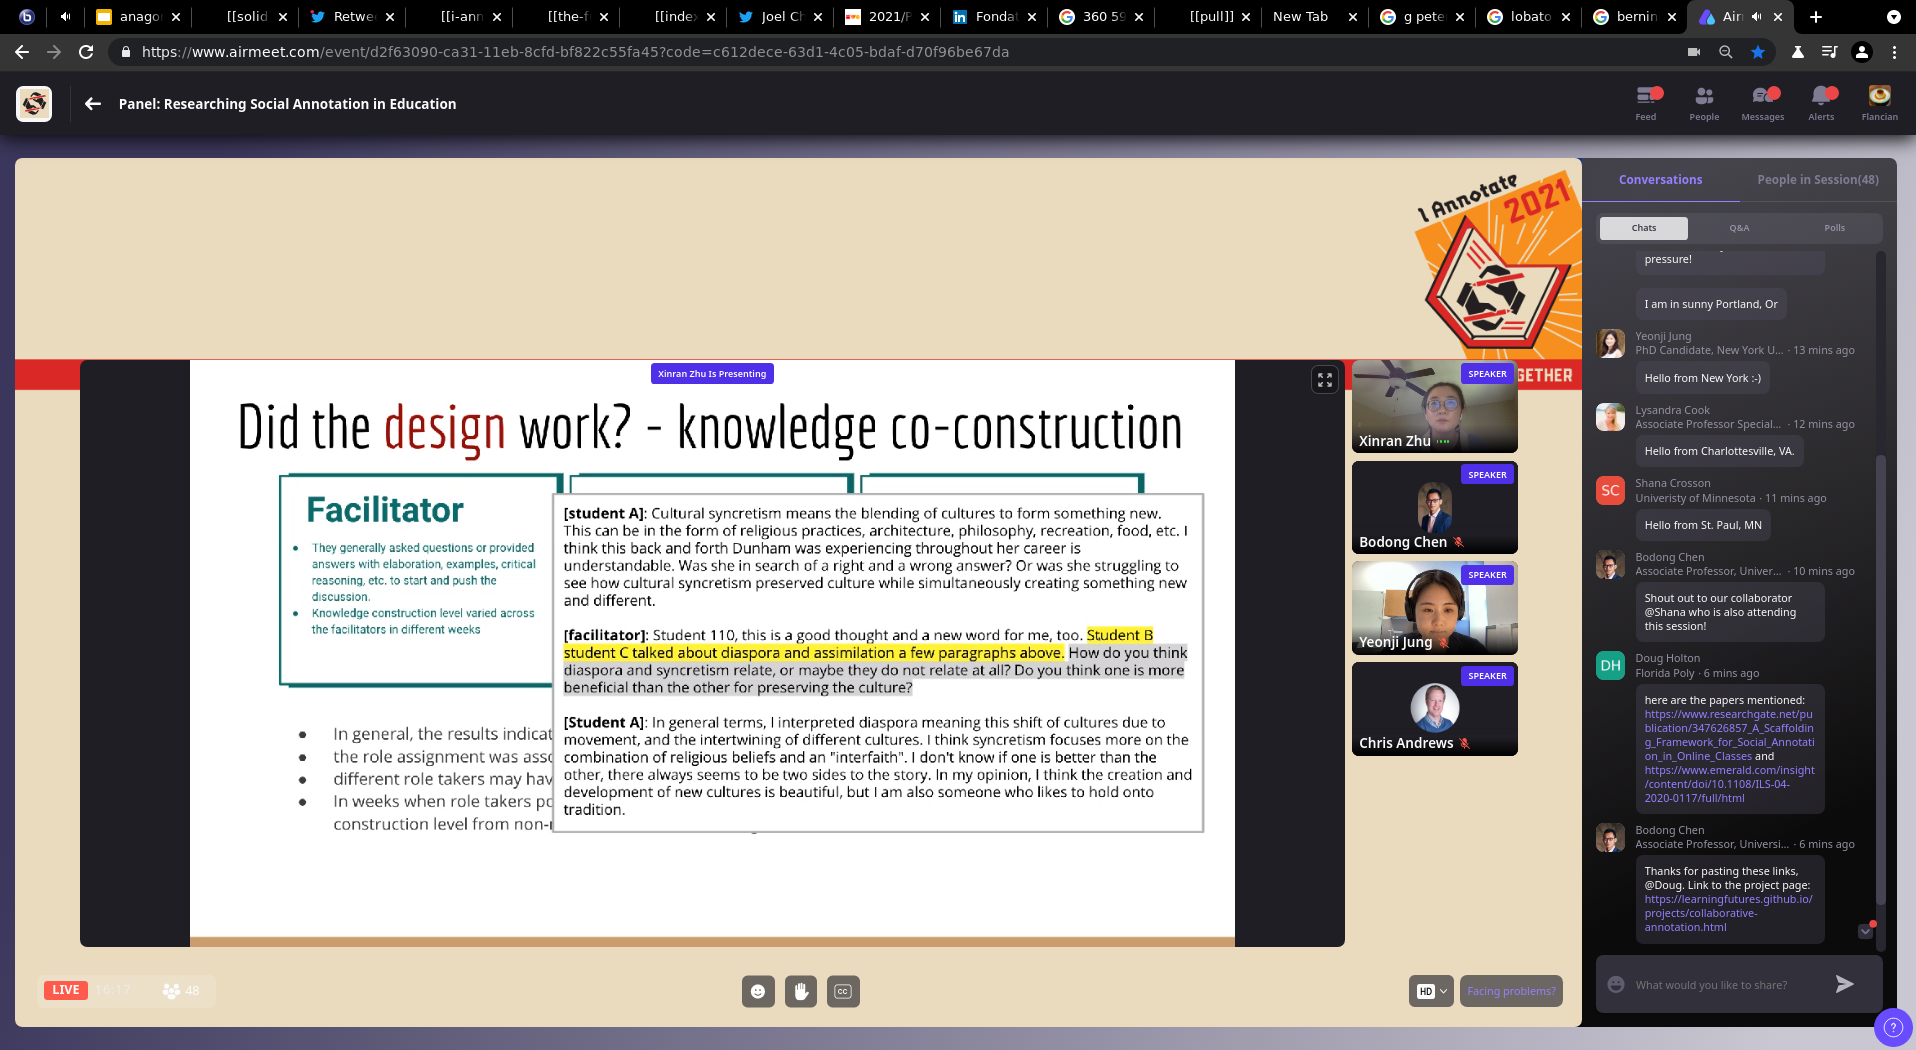 anago
[[solid
Retwe
[[i-ann
[[the-f
[[inde
Joel C
2021/
Fonda
360 59
[[pull]]
New Tab
g pete
lobato
bernin
Air
https://www.airmeet.com/event/d2f63090-ca31-11eb-8cfd-bf822c55fa45?code=c612dece-63d1-4c05-bdaf-d70f96be67da
Panel: Researching Social Annotation in Education
Feed
People
Messages
Alerts
Flancian
I Annotate
2021
GETHER
Xinran Zhu Is Presenting
Did the design work? - knowledge co-construction
Facilitator
• They generally asked questions or provided
answers with elaboration, examples, critical
reasoning, etc. to start and push the
discussion.
• Knowledge construction level varied across
the facilitators in different weeks
[student A]: Cultural syncretism means the blending of cultures to form something new.
This can be in the form of religious practices, architecture, philosophy, recreation, food, etc. I
think this back and forth Dunham was experiencing throughout her career is
understandable. Was she in search of a right and a wrong answer? Or was she struggling to
see how cultural syncretism preserved culture while simultaneously creating something new
and different.
[facilitator]: Student 110, this is a good thought and a new word for me, too. Student B
student C talked about diaspora and assimilation a few paragraphs above. How do you think
diaspora and syncretism relate, or maybe they do not relate at all? Do you think one is more
beneficial than the other for preserving the culture?
[Student A]: In general terms, I interpreted diaspora meaning this shift of cultures due to
movement, and the intertwining of different cultures. I think syncretism focuses more on the
combination of religious beliefs and an "interfaith". I don't know if one is better than the
other, there always seems to be two sides to the story. In my opinion, I think the creation and
development of new cultures is beautiful, but I am also someone who likes to hold onto
tradition.
• In general, the results indicat
• the role assignment was asso
• different role takers may hav
• In weeks when role takers po
construction level from non-r
SPEAKER
Xinran Zhu
SPEAKER
Bodong Chen
SPEAKER
Yeonji Jung
SPEAKER
Chris Andrews
LIVE
16:17
48
CC
HD
Facing problems?
Conversations
People in Session(48)
Chats
Q&A
Polls
pressure!
I am in sunny Portland, Or
Yeonji Jung
PhD Candidate, New York U... · 13 mins ago
Hello from New York :-)
Lysandra Cook
Associate Professor Special... · 12 mins ago
Hello from Charlottesville, VA.
SC
Shana Crosson
Univeristy of Minnesota · 11 mins ago
Hello from St. Paul, MN
Bodong Chen
Associate Professor, Univer... · 10 mins ago
Shout out to our collaborator
@Shana who is also attending
this session!
DH
Doug Holton
Florida Poly · 6 mins ago
here are the papers mentioned:
https://www.researchgate.net/pu
blication/347626857_A_Scaffoldin
g_Framework_for_Social_Annotati
on_in_Online_Classes and
https://www.emerald.com/insight
/content/doi/10.1108/ILS-04-
2020-0117/full/html
Bodong Chen
Associate Professor, Universi... · 6 mins ago
Thanks for pasting these links,
@Doug. Link to the project page:
https://learningfutures.github.io/
projects/collaborative-
annotation.html
What would you like to share?